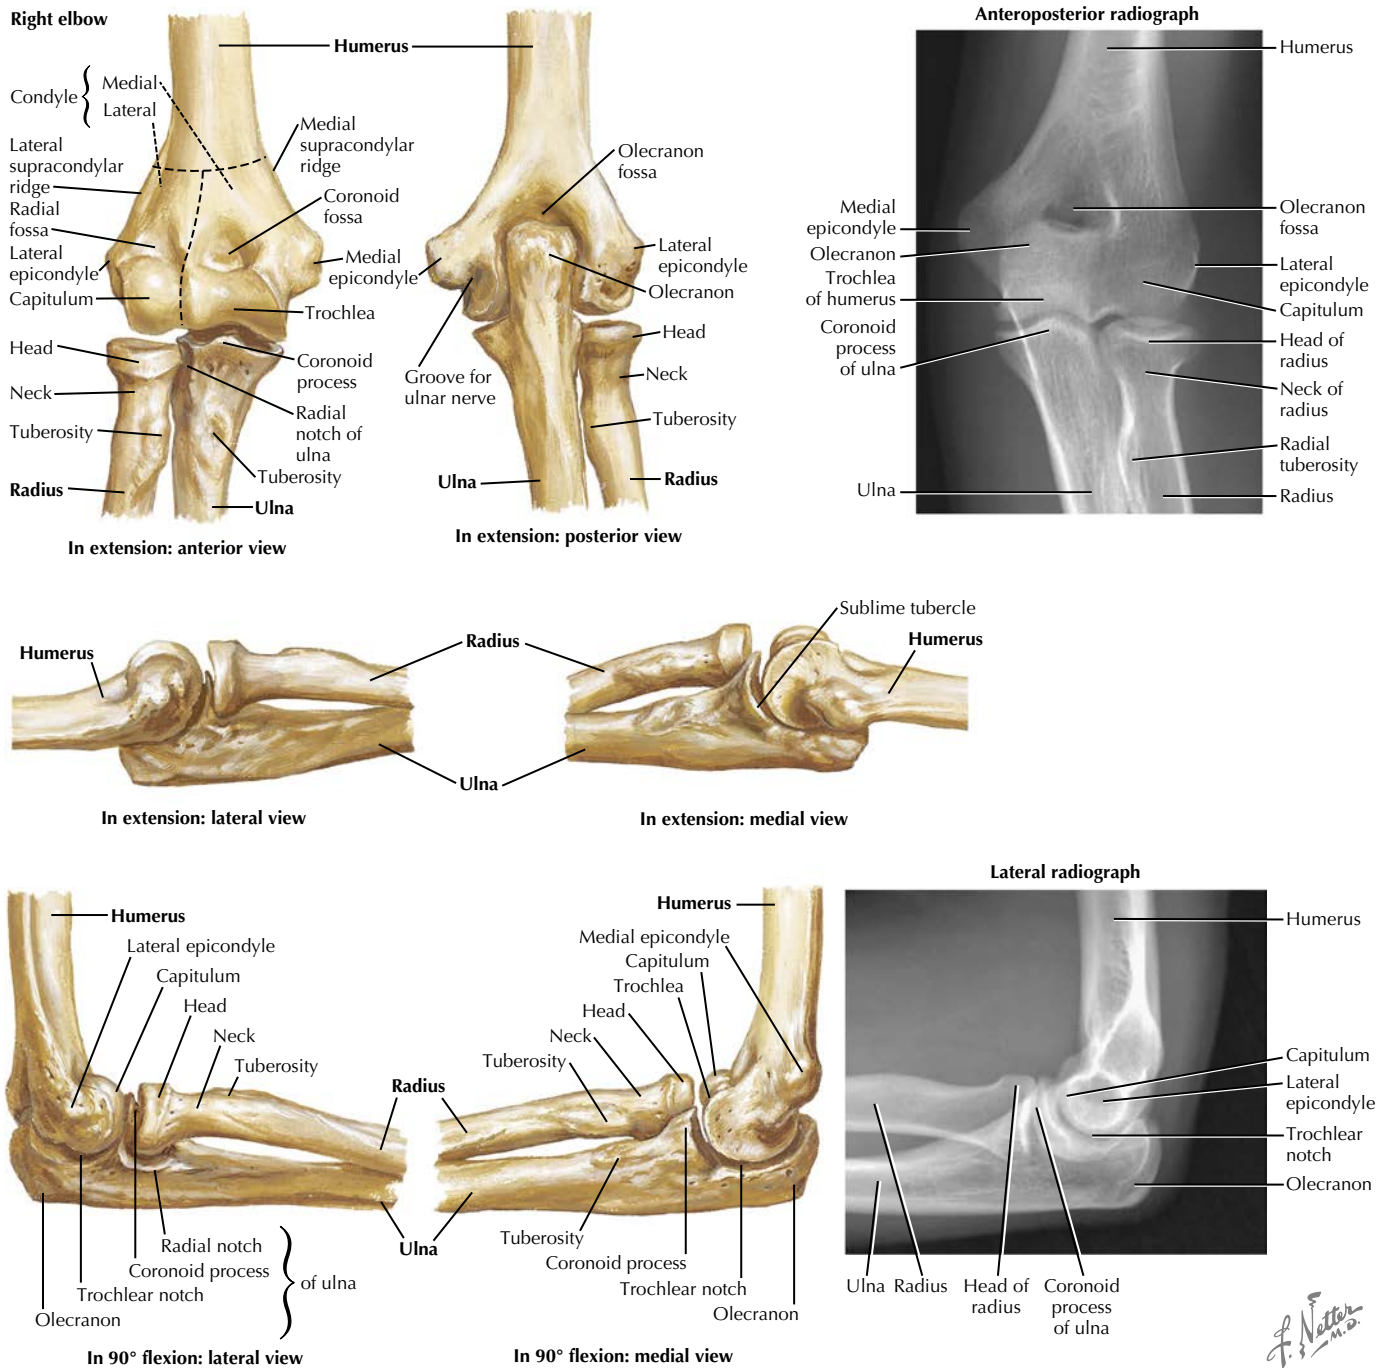 Right elbow
Humerus
Condyle
Medial
Lateral
Lateral
supracondylar
ridge
Radial
fossa
Lateral
epicondyle
Capitulum
Head
Neck
Tuberosity
Radius
Medial
supracondylar
ridge
Coronoid
fossa
Medial
epicondyle
Trochlea
Coronoid
process
Radial
notch of
ulna
Tuberosity
Ulna
In extension: anterior view
Olecranon
fossa
Lateral
epicondyle
Olecranon
Head
Neck
Tuberosity
Groove for
ulnar nerve
Ulna
Radius
In extension: posterior view
Anteroposterior radiograph
Humerus
Medial
epicondyle
Olecranon
Trochlea
of humerus
Coronoid
process
of ulna
Ulna
Olecranon
fossa
Lateral
epicondyle
Capitulum
Head of
radius
Neck of
radius
Radial
tuberosity
Radius
Humerus
Radius
Ulna
In extension: lateral view
Sublime tubercle
Humerus
In extension: medial view
Humerus
Lateral epicondyle
Capitulum
Head
Neck
Tuberosity
Radius
Ulna
Radial notch
Coronoid process
Trochlear notch
Olecranon
of ulna
In 90° flexion: lateral view
Humerus
Medial epicondyle
Capitulum
Trochlea
Head
Neck
Tuberosity
Tuberosity
Coronoid process
Trochlear notch
Olecranon
In 90° flexion: medial view
Lateral radiograph
Humerus
Capitulum
Lateral
epicondyle
Trochlear
notch
Olecranon
Ulna
Radius
Head of
radius
Coronoid
process
of ulna
F. Netter
M.D.